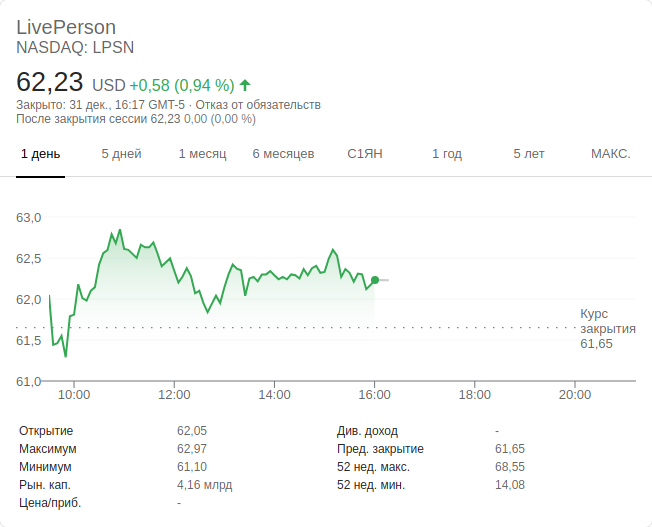 LivePerson
NASDAQ: LPSN
62,23 USD +0,58 (0,94 %)
Закрыто: 31 дек., 16:17 GMT-5 · Отказ от обязательств
После закрытия сессии 62,23 0,00 (0,00 %)
1 день 5 дней 1 месяц 6 месяцев С1ЯН 1 год 5 лет МАКС.
63,0
62,5
62,0
61,5
61,0
Курс
закрытия
61,65
10:00 12:00 14:00 16:00 18:00 20:00
Открытие 62,05 Див. доход -
Максимум 62,97 Пред. закрытие 61,65
Минимум 61,10 52 нед. макс. 68,55
Рын. кап. 4,16 млрд 52 нед. мин. 14,08
Цена/приб. -